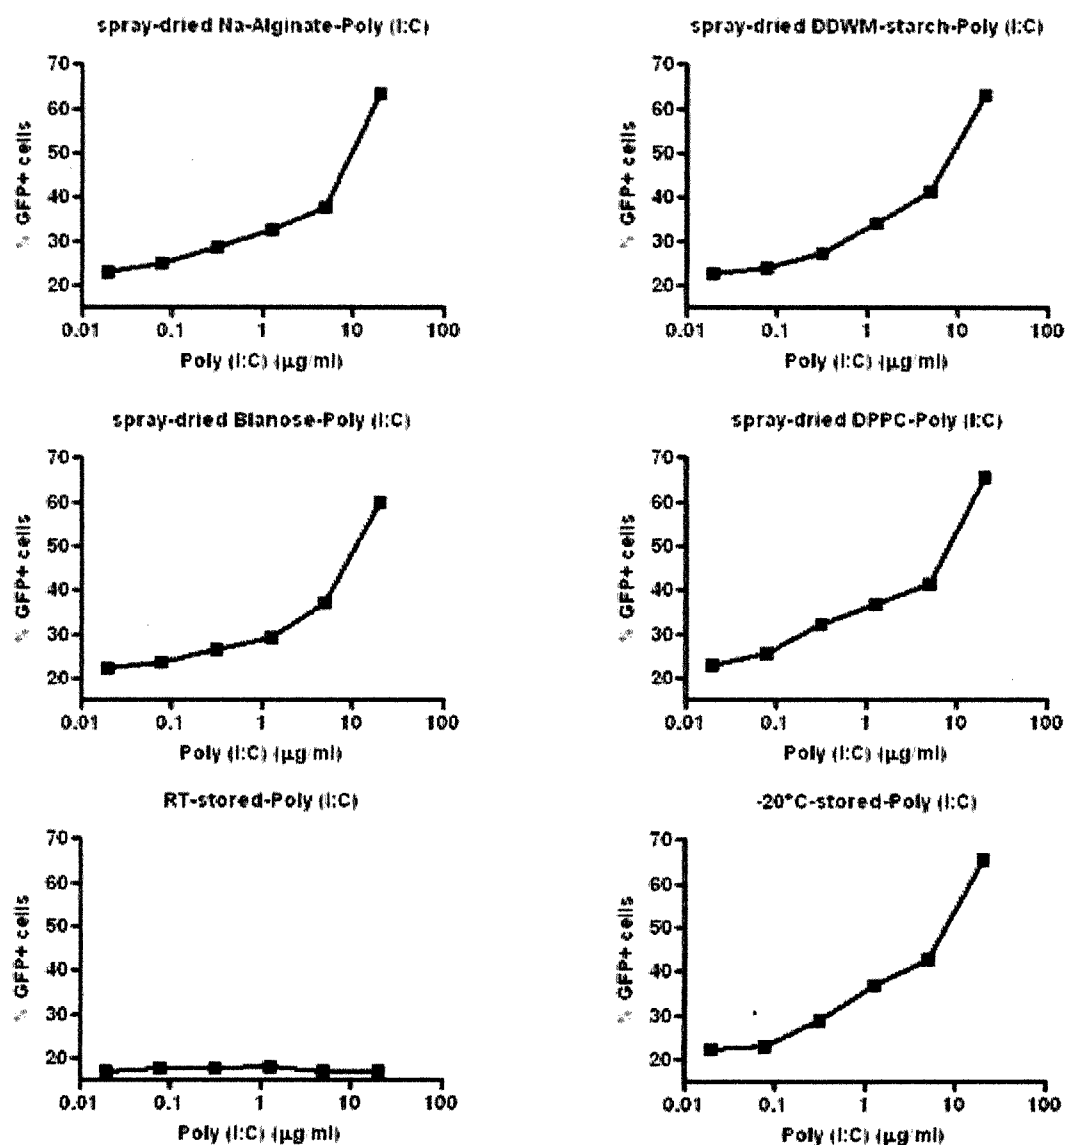 spray-dried Na-Alginate-Poly (I:C)
70
60
50
40
30
20
% GFP+ cells
0.01 0.1 1 10 100
Poly (I:C) (µg/ml)
spray-dried DDWM-starch-Poly (I:C)
70
60
50
40
30
20
% GFP+ cells
0.01 0.1 1 10 100
Poly (I:C) (µg/ml)
spray-dried Blanose-Poly (I:C)
70
60
50
40
30
20
% GFP+ cells
0.01 0.1 1 10 100
Poly (I:C) (µg/ml)
spray-dried DPPC-Poly (I:C)
70
60
50
40
30
20
% GFP+ cells
0.01 0.1 1 10 100
Poly (I:C) (µg/ml)
RT-stored-Poly (I:C)
70
60
50
40
30
20
% GFP+ cells
0.01 0.1 1 10 100
Poly (I:C) (µg/ml)
-20°C-stored-Poly (I:C)
70
60
50
40
30
20
% GFP+ cells
0.01 0.1 1 10 100
Poly (I:C) (µg/ml)